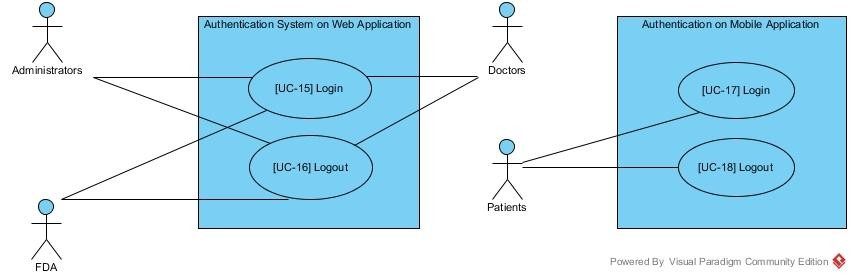 Authentication System on Web Application
Authentication on Mobile Application
Administrators
Doctors
[UC-15] Login
[UC-17] Login
[UC-16] Logout
[UC-18] Logout
Patients
FDA
Powered By Visual Paradigm Community Edition